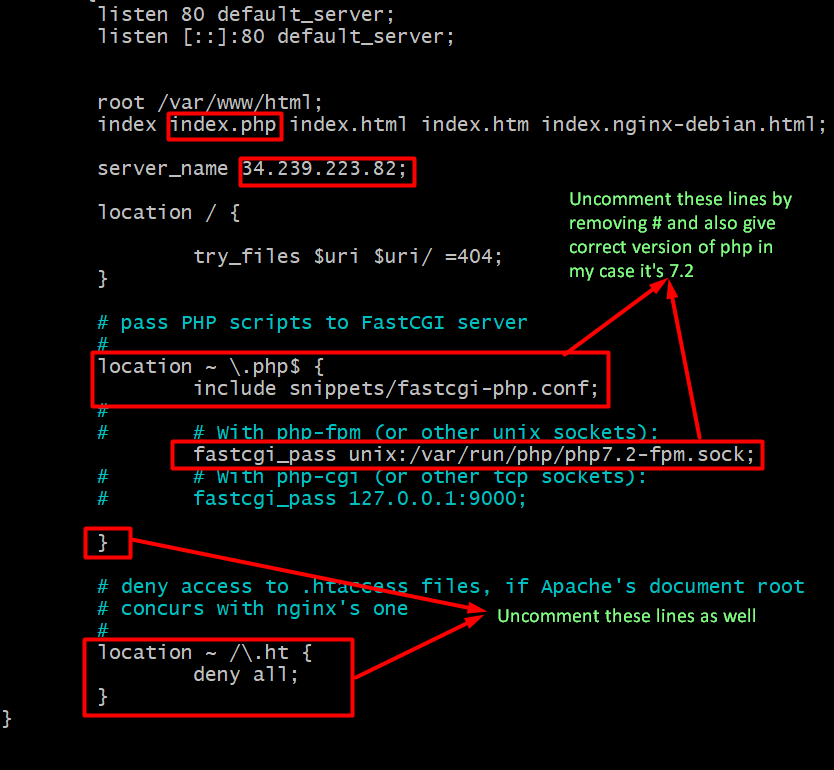 listen 80 default_server;
listen [::]:80 default_server;
root /var/www/html;
index index.php index.html index.htm index.nginx-debian.html;
server_name 34.239.223.82;
location / {
try_files $uri $uri/ =404;
}
Uncomment these lines by
removing # and also give
correct version of php in
my case it's 7.2
# pass PHP scripts to FastCGI server
#
location ~ \.php$ {
include snippets/fastcgi-php.conf;
#
# # With php-fpm (or other unix sockets):
fastcgi_pass unix:/var/run/php/php7.2-fpm.sock;
# # With php-cgi (or other tcp sockets):
# fastcgi_pass 127.0.0.1:9000;
}
# deny access to .htaccess files, if Apache's document root
# concurs with nginx's one
#
Uncomment these lines as well
location ~ /\.ht {
deny all;
}
}